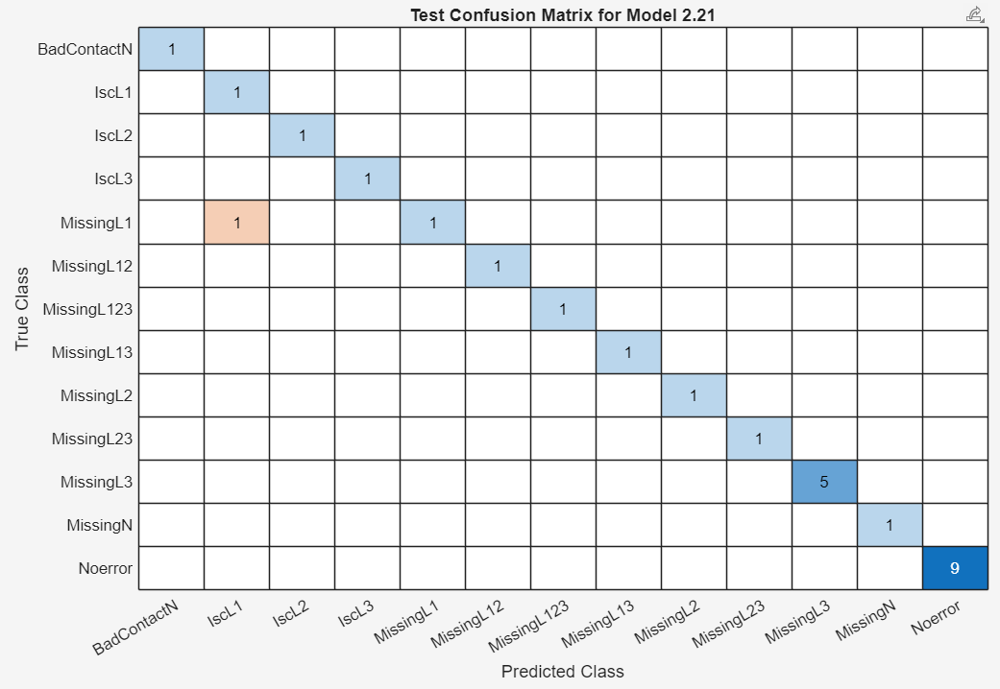 Test Confusion Matrix for Model 2.21
True Class
BadContactN 1
IscL1 1
IscL2 1
IscL3 1
MissingL1 1 1
MissingL12 1
MissingL123 1
MissingL13 1
MissingL2 1
MissingL23 1
MissingL3 5
MissingN 1
Noerror 9
BadContactN IscL1 IscL2 IscL3 MissingL1 MissingL12 MissingL123 MissingL13 MissingL2 MissingL23 MissingL3 MissingN Noerror
Predicted Class